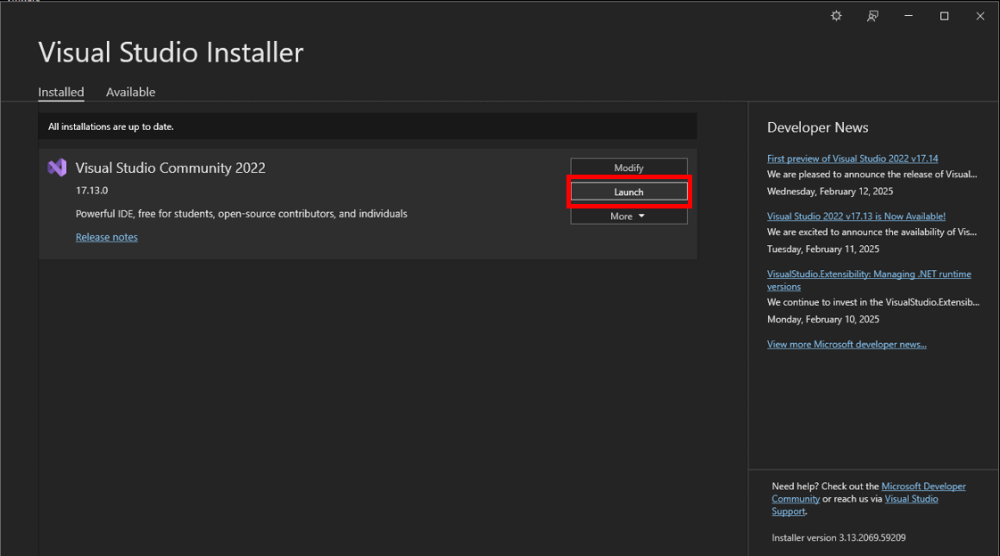 Visual Studio Installer
Installed
Available
All installations are up to date.
Visual Studio Community 2022
17.13.0
Powerful IDE, free for students, open-source contributors, and individuals
Release notes
Modify
Launch
More
Developer News
First preview of Visual Studio 2022 v17.14
We are pleased to announce the release of Visual...
Wednesday, February 12, 2025
Visual Studio 2022 v17.13 is Now Available!
We are excited to announce the availability of Vis...
Tuesday, February 11, 2025
VisualStudio.Extensibility: Managing .NET runtime
versions
We continue to invest in the VisualStudio.Extensib...
Monday, February 10, 2025
View more Microsoft developer news...
Need help? Check out the Microsoft Developer
Community or reach us via Visual Studio
Support.
Installer version 3.13.2069.59209